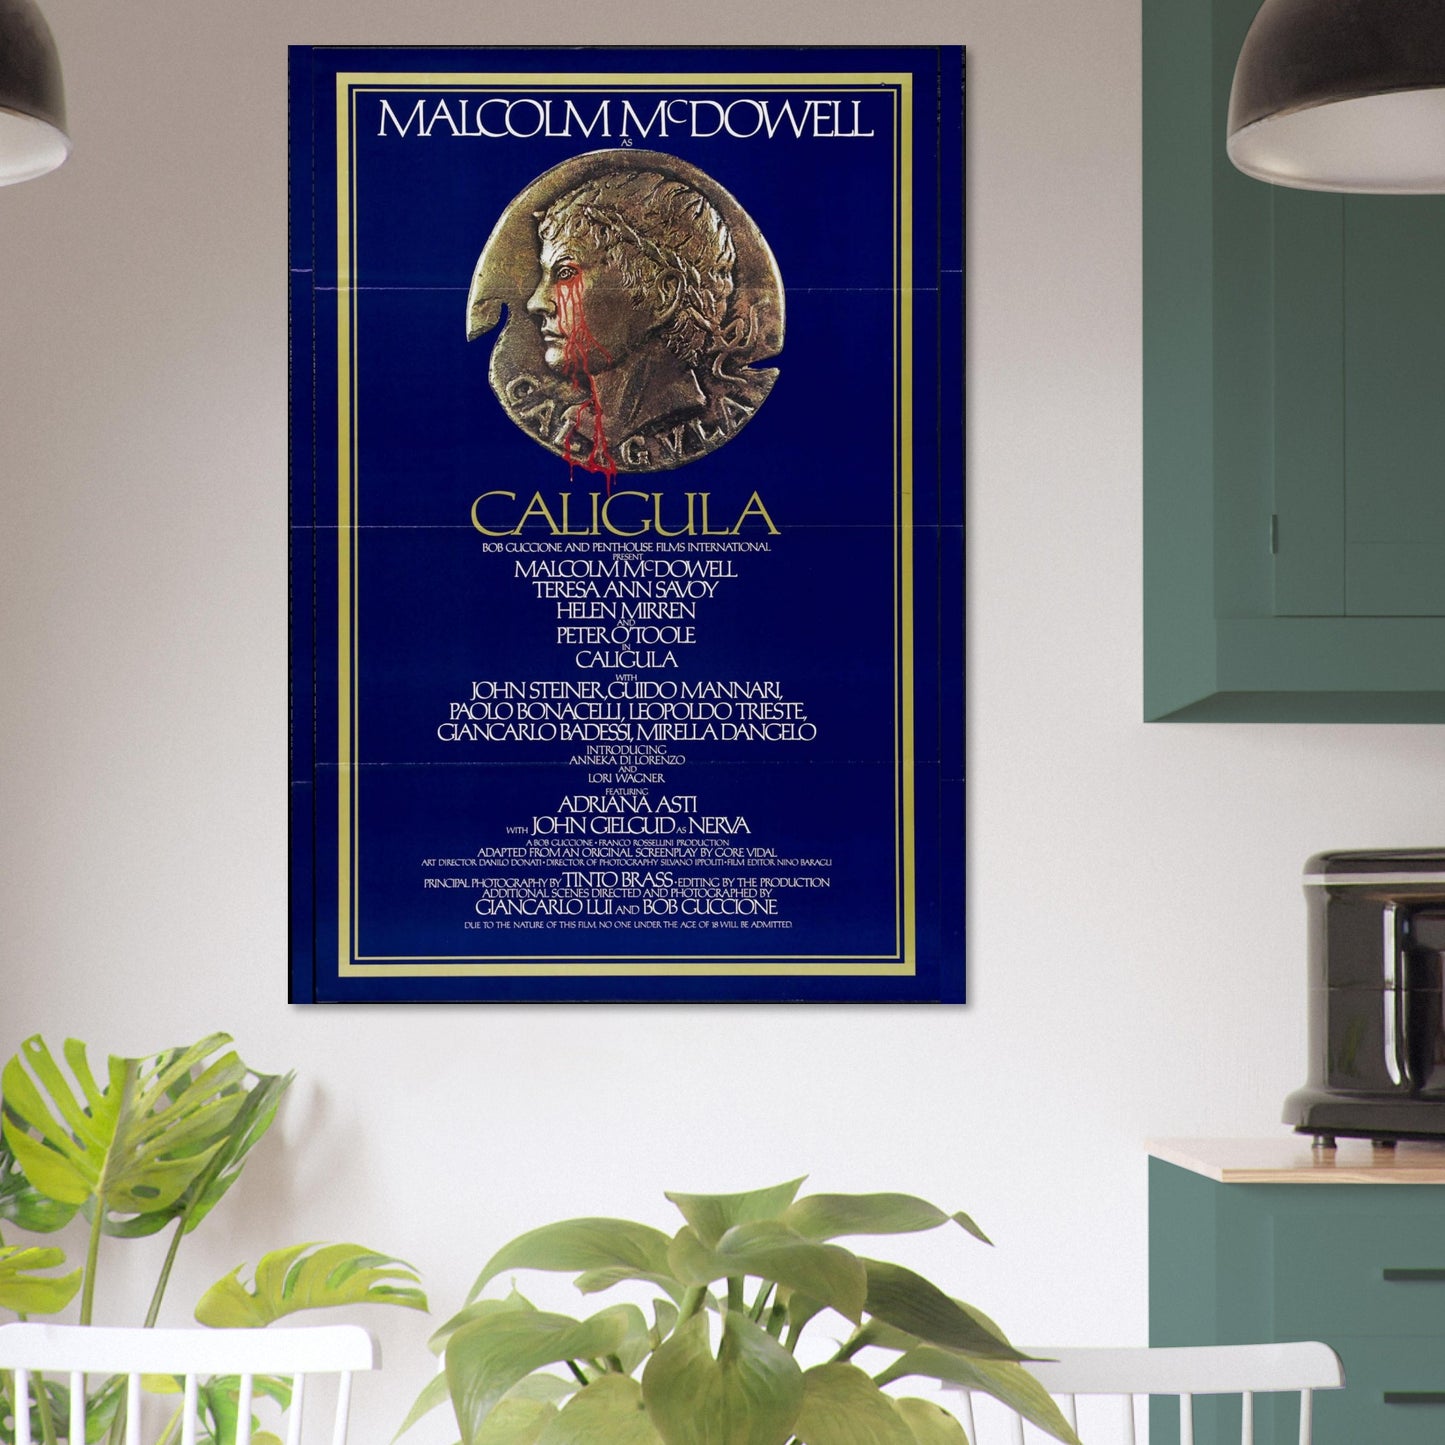 MALCOLM McDOWELL
AS
CALIGVLA
CALIGULA
BOB GUCCIONE AND PENTHOUSE FILMS INTERNATIONAL
PRESENT
MALCOLM McDOWELL
TERESA ANN SAVOY
HELEN MIRREN
AND
PETER O'TOOLE
IN
CALIGULA
WITH
JOHN STEINER, GUIDO MANNARI,
PAOLO BONACELLI, LEOPOLDO TRIESTE,
GIANCARLO BADESSI, MIRELLA DANGELO
INTRODUCING
ANNEKA DI LORENZO
AND
LORI WAGNER
FEATURING
ADRIANA ASTI
WITH JOHN GIELGUD AS NERVA
A BOB GUCCIONE • FRANCO ROSSELLINI PRODUCTION
ADAPTED FROM AN ORIGINAL SCREENPLAY BY GORE VIDAL
ART DIRECTOR DANILO DONATI • DIRECTOR OF PHOTOGRAPHY SILVANO IPPOLITI • FILM EDITOR NINO BARAGLI
PRINCIPAL PHOTOGRAPHY BY TINTO BRASS • EDITING BY THE PRODUCTION
ADDITIONAL SCENES DIRECTED AND PHOTOGRAPHED BY
GIANCARLO LUI AND BOB GUCCIONE
DUE TO THE NATURE OF THIS FILM, NO ONE UNDER THE AGE OF 18 WILL BE ADMITTED.